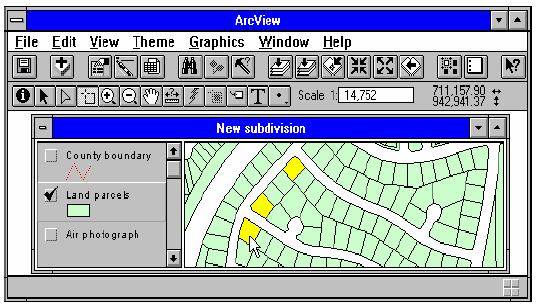 ArcView
File Edit View Theme Graphics Window Help
Scale 1: 14,752 711,157.90
942,941.37
New subdivision
County boundary
Land parcels
Air photograph